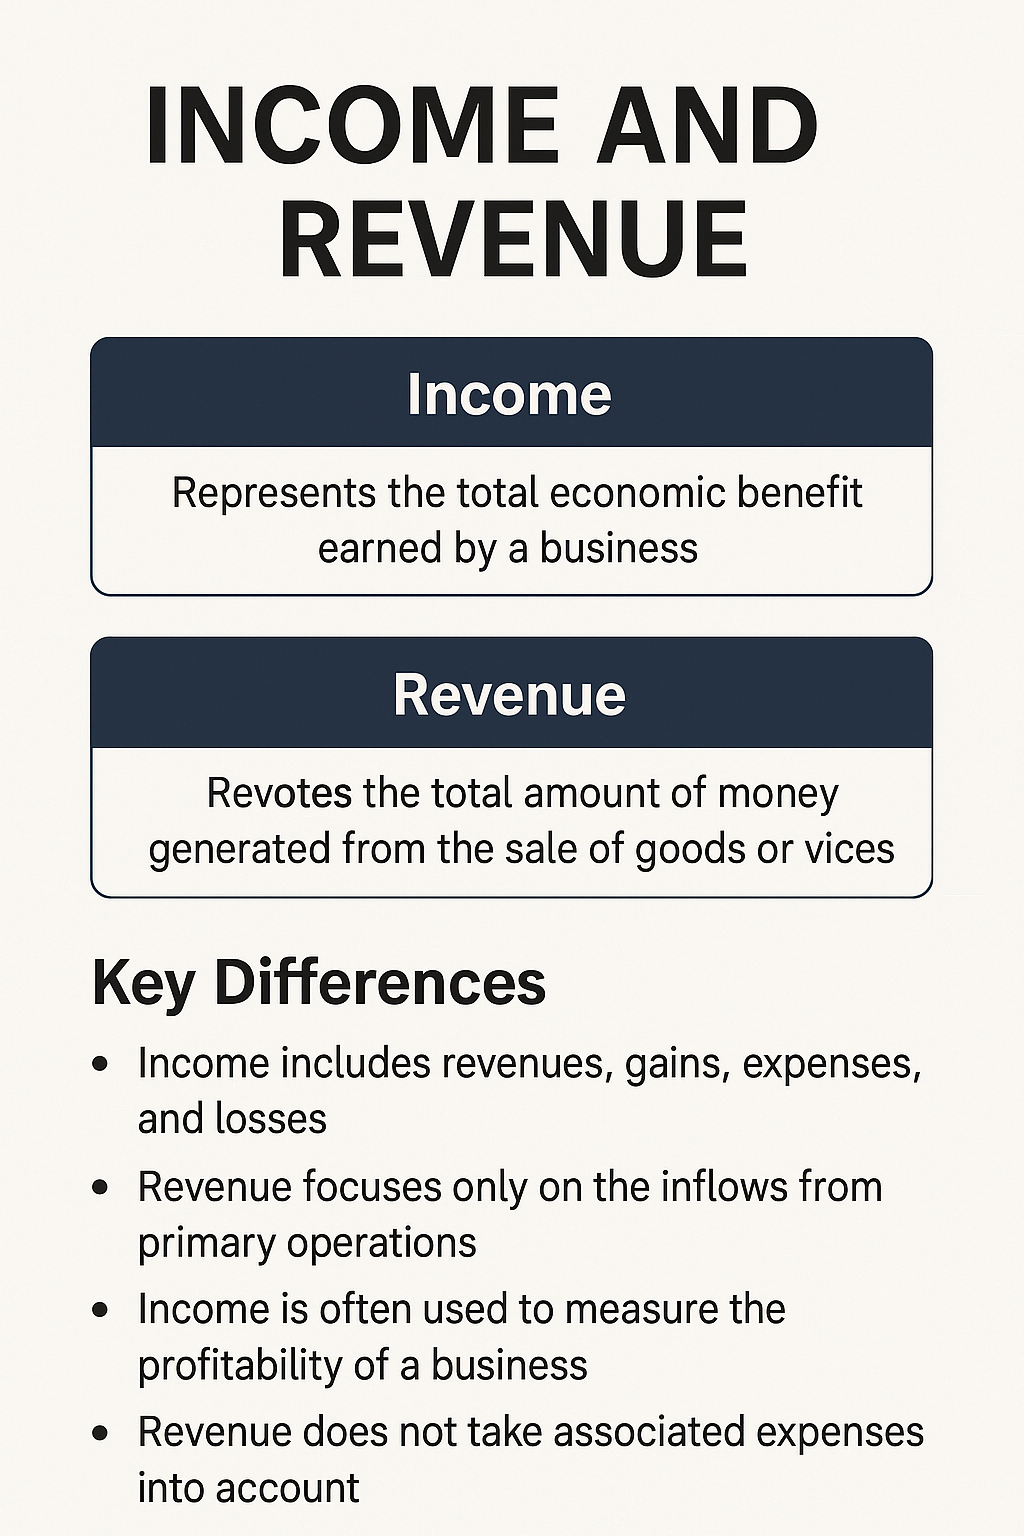 INCOME AND
REVENUE
Income
Represents the total economic benefit
earned by a business
Revenue
Revotes the total amount of money
generated from the sale of goods or vices
Key Differences
• Income includes revenues, gains, expenses,
and losses
• Revenue focuses only on the inflows from
primary operations
• Income is often used to measure the
profitability of a business
• Revenue does not take associated expenses
into account